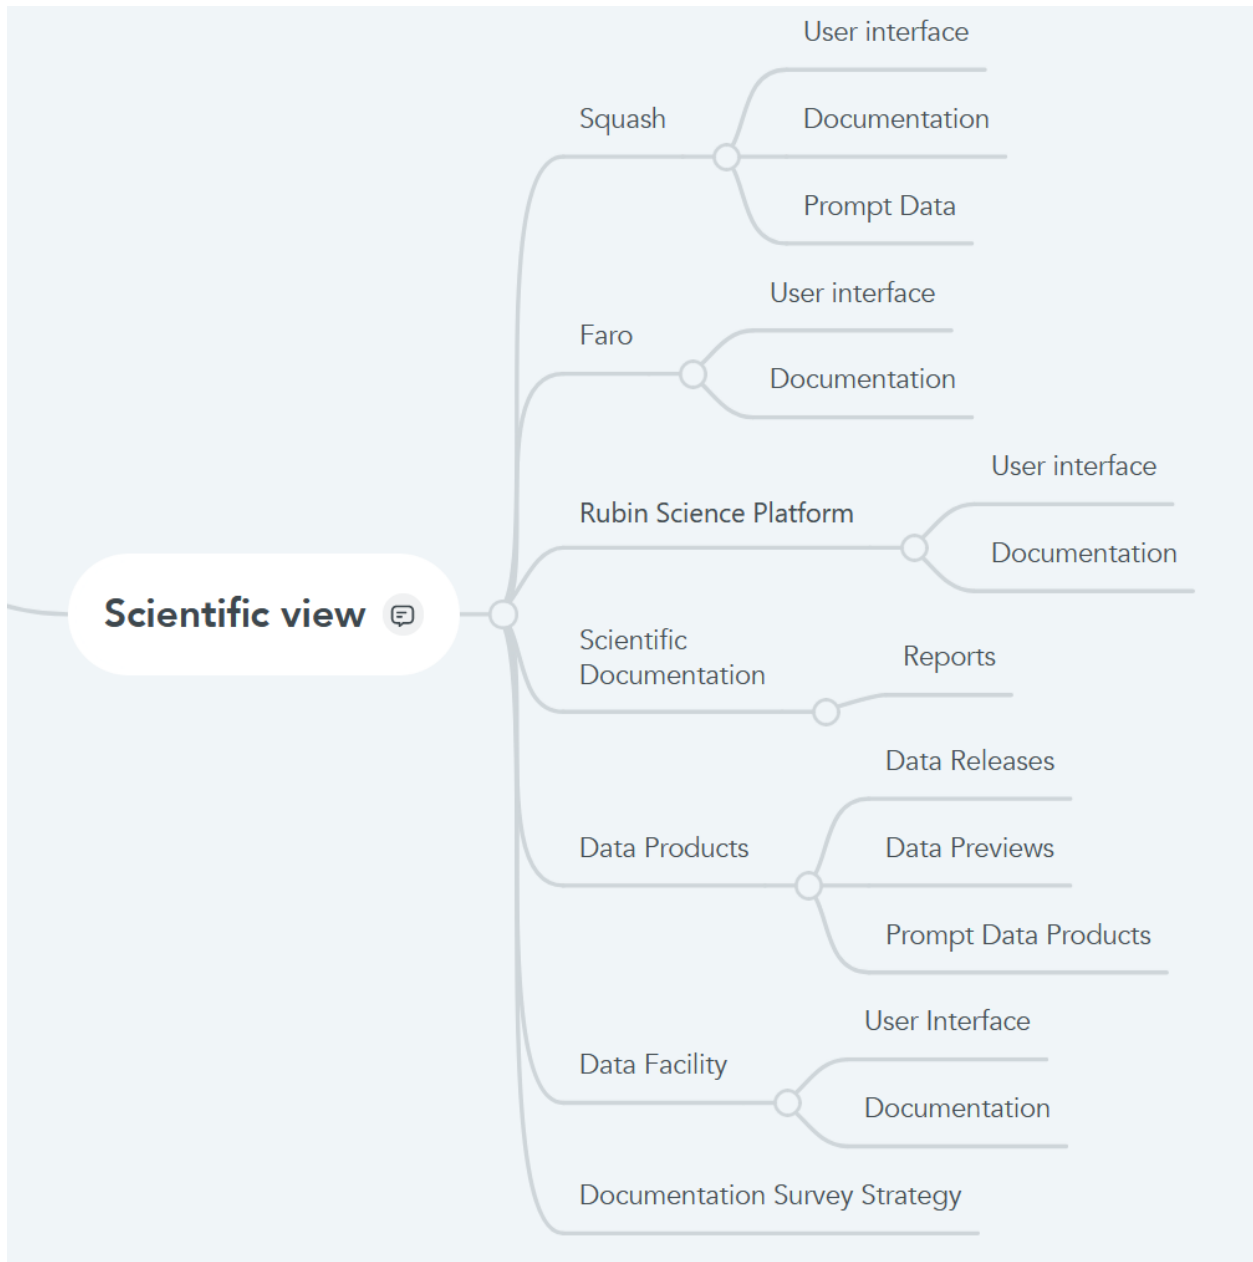 User interface
Squash
Documentation
Prompt Data
User interface
Faro
Documentation
User interface
Rubin Science Platform
Documentation
Scientific view
Scientific
Documentation
Reports
Data Releases
Data Products
Data Previews
Prompt Data Products
User Interface
Data Facility
Documentation
Documentation Survey Strategy